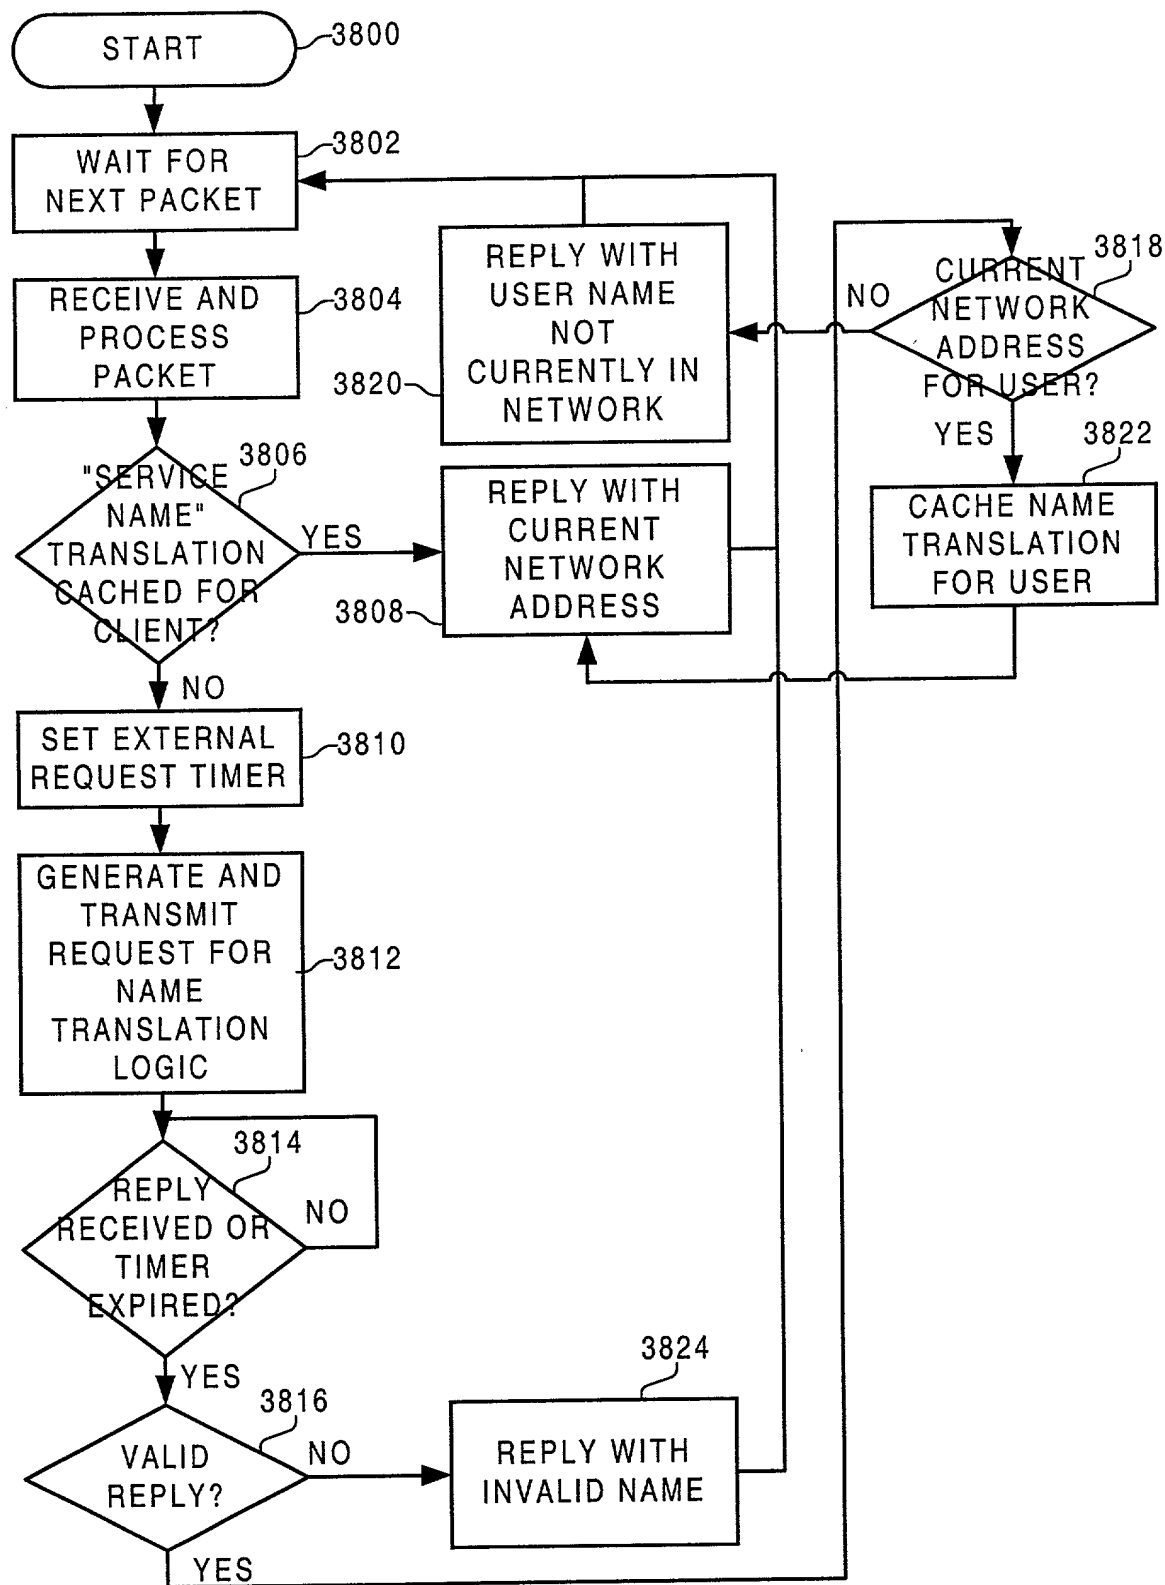 START
3800
WAIT FOR
NEXT PACKET
3802
RECEIVE AND
PROCESS
PACKET
3804
"SERVICE
NAME"
TRANSLATION
CACHED FOR
CLIENT?
3806
YES
NO
REPLY WITH
USER NAME
NOT
CURRENTLY IN
NETWORK
3820
REPLY WITH
CURRENT
NETWORK
ADDRESS
3808
CURRENT
NETWORK
ADDRESS
FOR USER?
3818
NO
YES
3822
CACHE NAME
TRANSLATION
FOR USER
SET EXTERNAL
REQUEST TIMER
3810
GENERATE AND
TRANSMIT
REQUEST FOR
NAME
TRANSLATION
LOGIC
3812
REPLY
RECEIVED OR
TIMER
EXPIRED?
3814
NO
YES
VALID
REPLY?
3816
NO
YES
3824
REPLY WITH
INVALID NAME